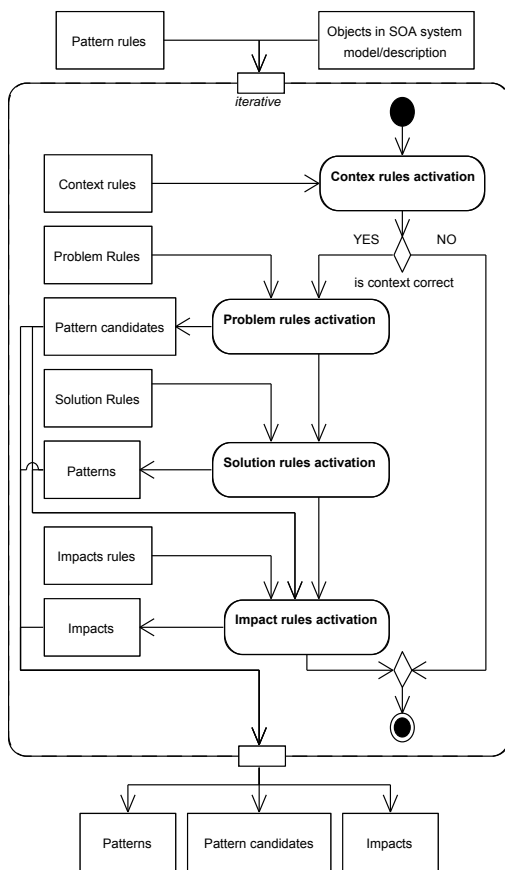 Pattern rules
Objects in SOA system
model/description
iterative
Contex rules activation
Context rules
YES
NO
Problem Rules
is context correct
Problem rules activation
Pattern candidates
Solution Rules
Solution rules activation
Patterns
Impacts rules
Impact rules activation
Impacts
Patterns
Pattern candidates
Impacts